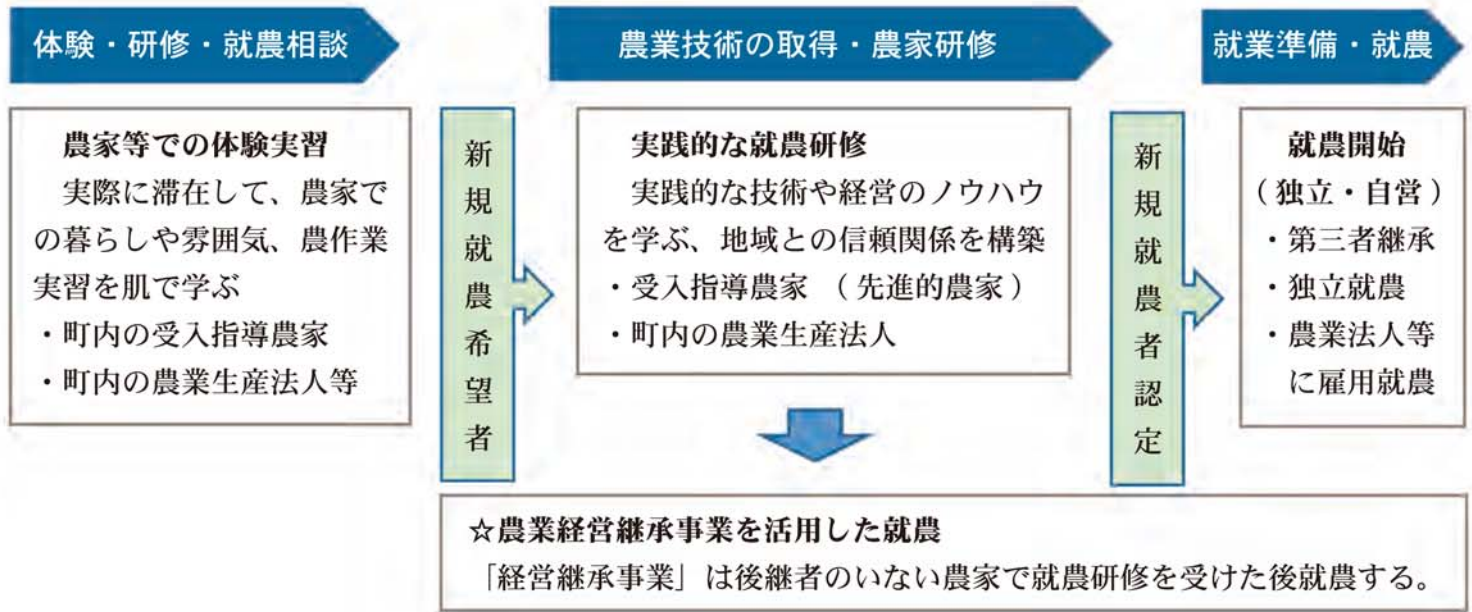 体験・研修・就農相談
農業技術の取得・農家研修
就業準備・就農
農家等での体験実習
実際に滞在して、農家で
の暮らしや雰囲気、農作業
実習を肌で学ぶ
・町内の受入指導農家
・町内の農業生産法人等
新規就農希望者
実践的な就農研修
実践的な技術や経営のノウハウ
を学ぶ、地域との信頼関係を構築
・受入指導農家 （先進的農家）
・町内の農業生産法人
新規就農者認定
就農開始
（独立・自営）
・第三者継承
・独立就農
・農業法人等
に雇用就農
☆農業経営継承事業を活用した就農
「経営継承事業」は後継者のいない農家で就農研修を受けた後就農する。